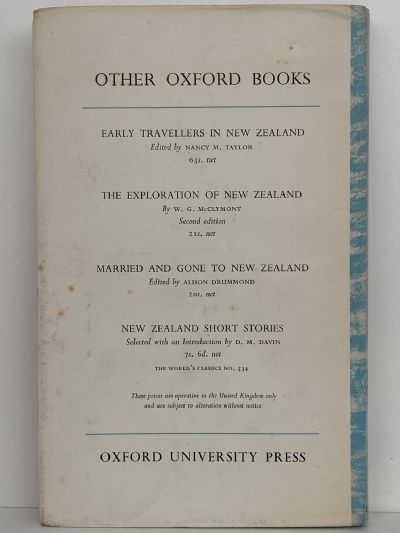 OTHER OXFORD BOOKS
EARLY TRAVELLERS IN NEW ZEALAND
Edited by NANCY M. TAYLOR
63s. net
THE EXPLORATION OF NEW ZEALAND
By W. G. McCLYMONT
Second edition
21s. net
MARRIED AND GONE TO NEW ZEALAND
Edited by ALISON DRUMMOND
20s. net
NEW ZEALAND SHORT STORIES
Selected with an Introduction by D. M. DAVIN
7s. 6d. net
THE WORLD'S CLASSICS NO. 534
These prices are operative in the United Kingdom only
and are subject to alteration without notice
OXFORD UNIVERSITY PRESS